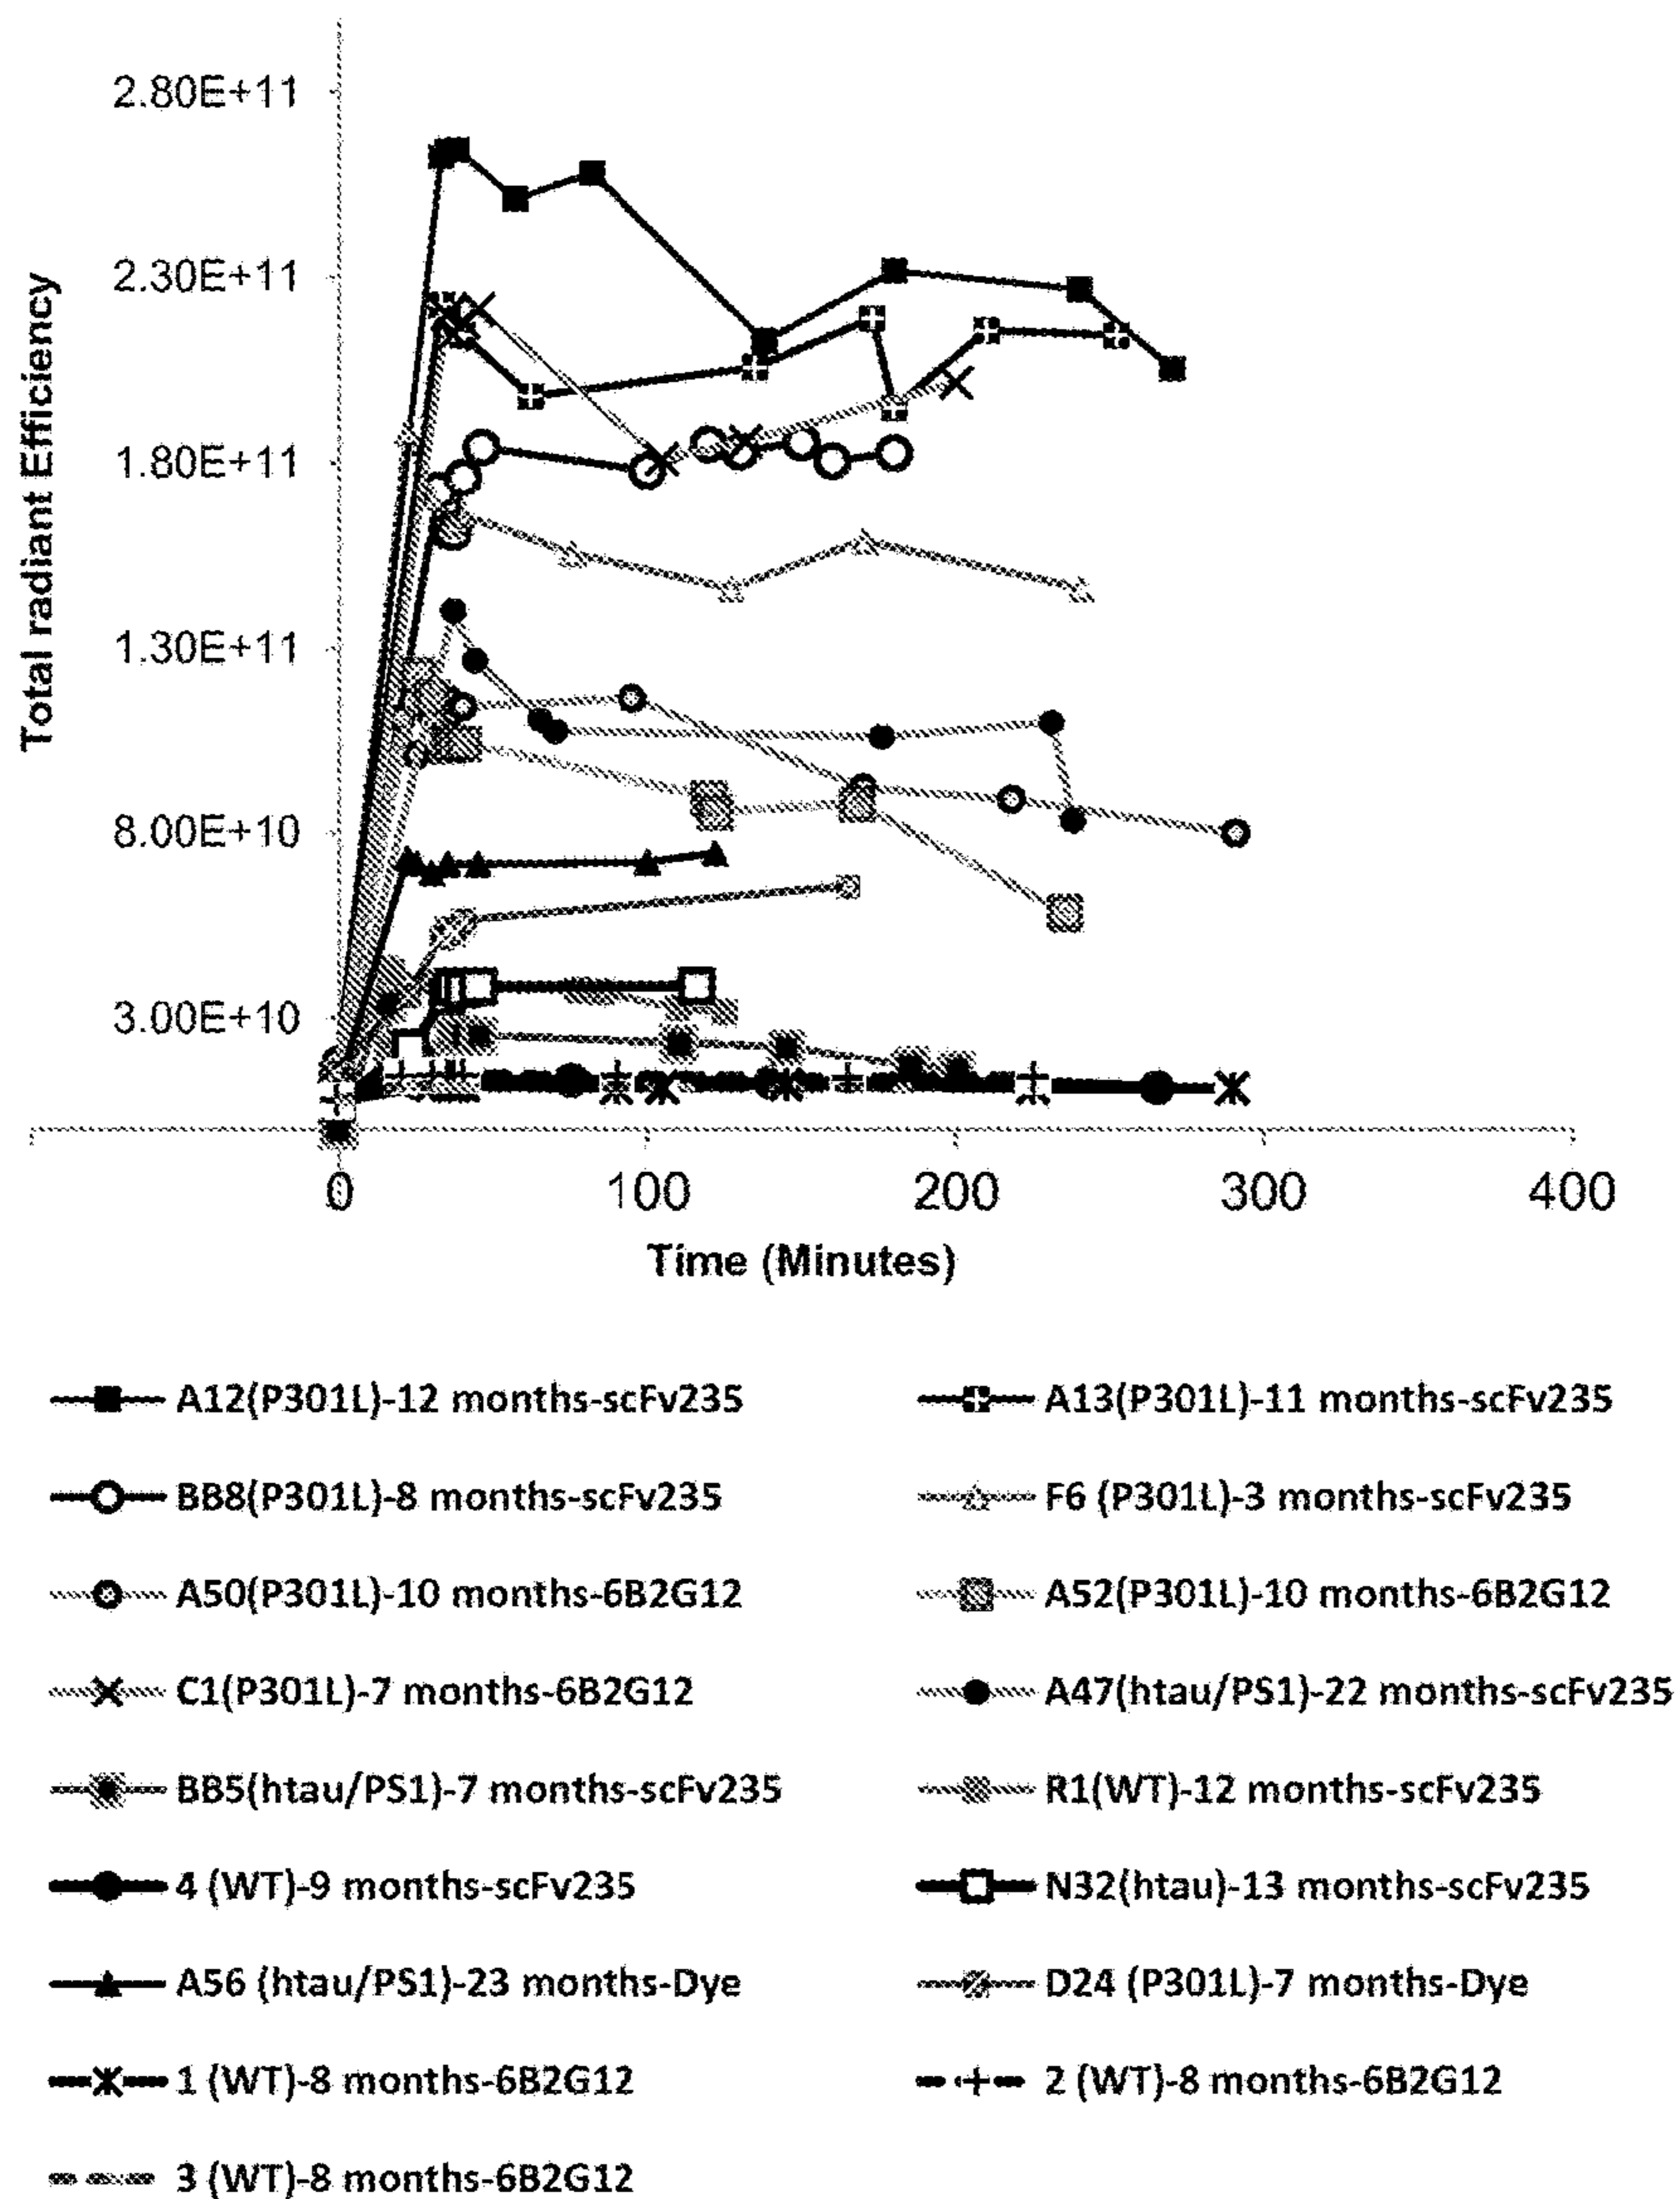 2.80E+11
2.30E+11
1.80E+11
1.30E+11
8.00E+10
3.00E+10
Total radiant Efficiency
0 100 200 300 400
Time (Minutes)
A12(P301L)-12 months-scFv235
A13(P301L)-11 months-scFv235
BB8(P301L)-8 months-scFv235
F6 (P301L)-3 months-scFv235
A50(P301L)-10 months-6B2G12
A52(P301L)-10 months-6B2G12
C1(P301L)-7 months-6B2G12
A47(htau/PS1)-22 months-scFv235
BB5(htau/PS1)-7 months-scFv235
R1(WT)-12 months-scFv235
4 (WT)-9 months-scFv235
N32(htau)-13 months-scFv235
A56 (htau/PS1)-23 months-Dye
D24 (P301L)-7 months-Dye
1 (WT)-8 months-6B2G12
2 (WT)-8 months-6B2G12
3 (WT)-8 months-6B2G12